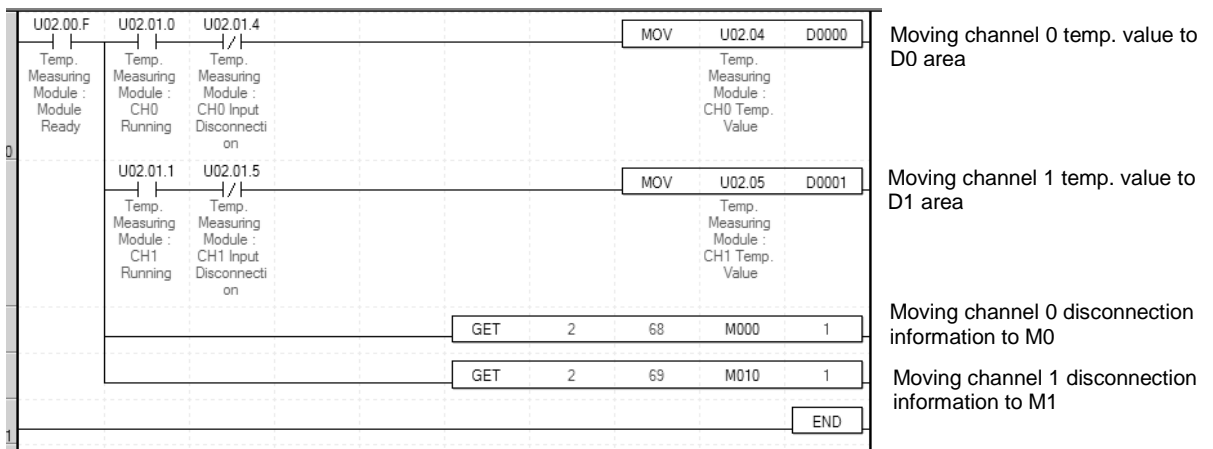 U02.00.F U02.01.0 U02.01.4 MOV U02.04 D0000
Temp.
Measuring
Module :
Module
Ready
Temp.
Measuring
Module :
CH0
Running
Temp.
Measuring
Module :
CH0 Input
Disconnecti
on
Temp.
Measuring
Module :
CH0 Temp.
Value
Moving channel 0 temp. value to
D0 area
0
U02.01.1 U02.01.5 MOV U02.05 D0001
Temp.
Measuring
Module :
CH1
Running
Temp.
Measuring
Module :
CH1 Input
Disconnecti
on
Temp.
Measuring
Module :
CH1 Temp.
Value
Moving channel 1 temp. value to
D1 area
GET 2 68 M000 1
Moving channel 0 disconnection
information to M0
GET 2 69 M010 1
Moving channel 1 disconnection
information to M1
END
1